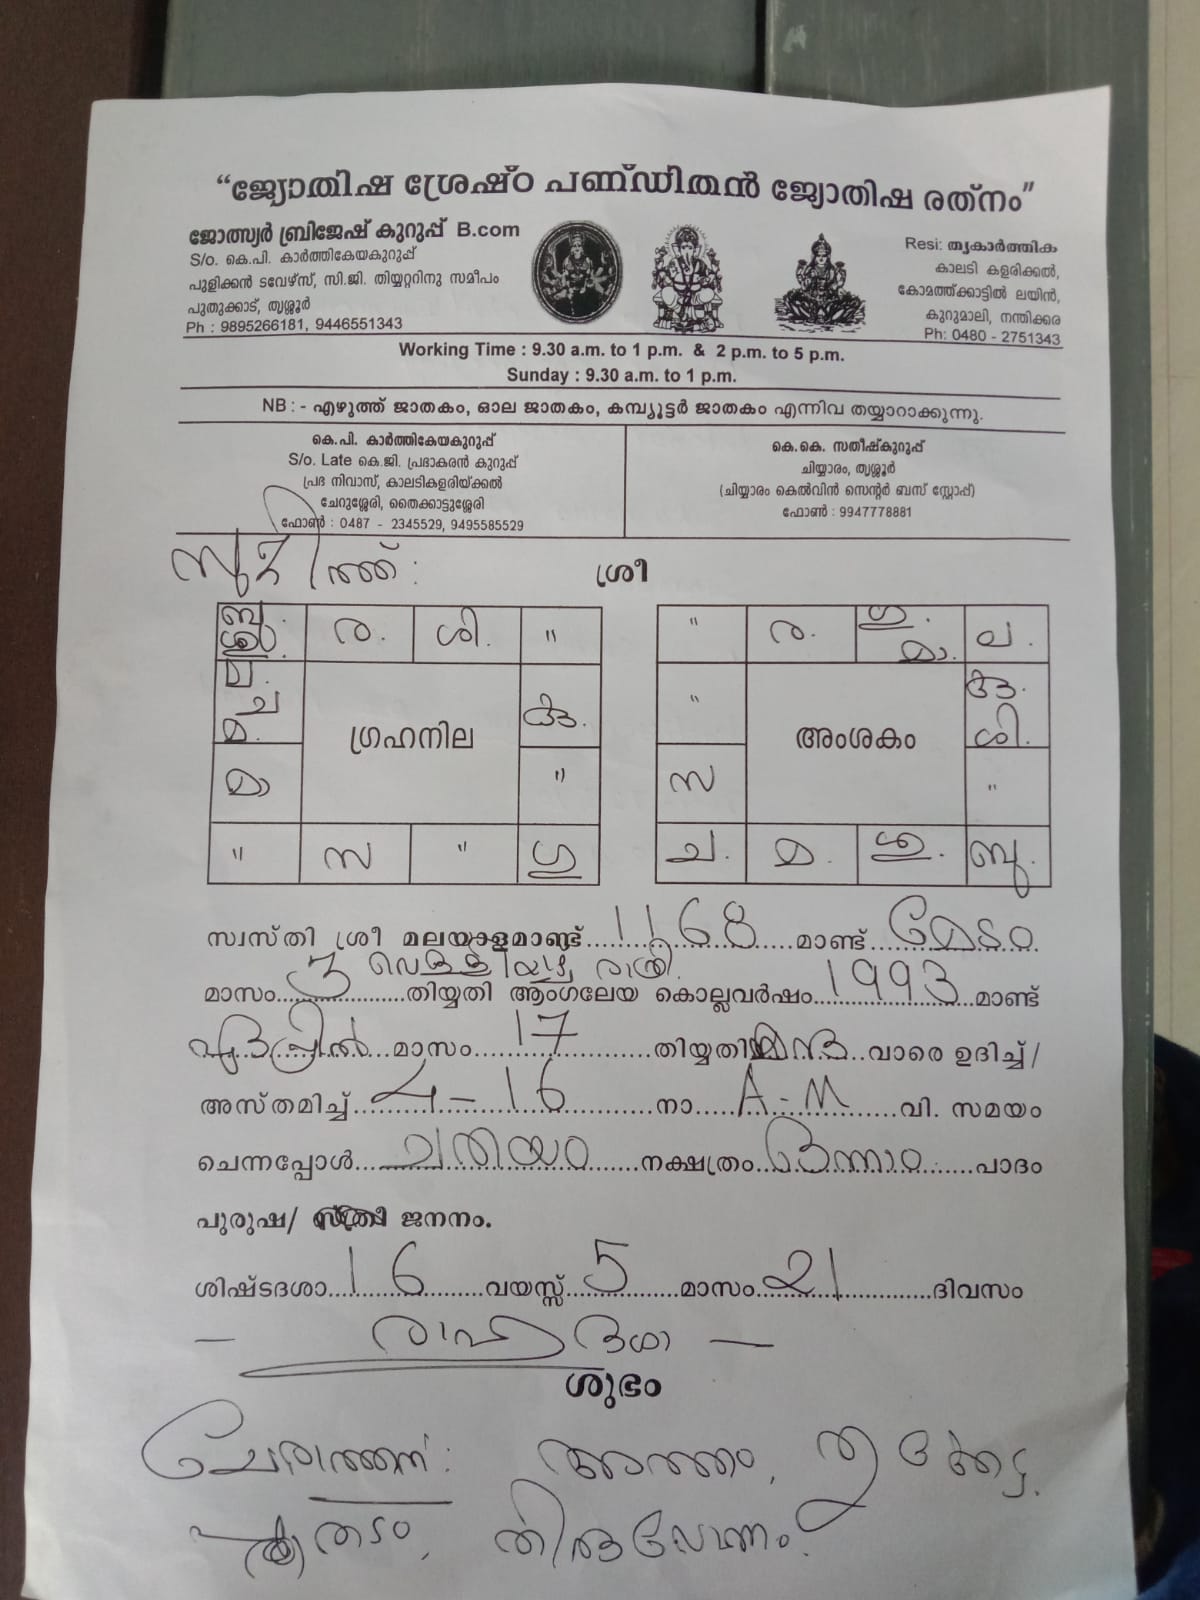 “ജ്യോതിഷ ശ്രേഷ്ഠ പണ്ഡിതൻ ജ്യോതിഷ രത്നം”
ജോത്സ്യർ ബ്രിജേഷ് കുറുപ്പ് B.com
S/o. കെ.പി. കാർത്തികേയകുറുപ്പ്
പുളിക്കൻ ടവേഴ്സ്, സി.ജി. തിയ്യറ്ററിനു സമീപം
പുതുക്കാട്, തൃശ്ശൂർ
Ph : 9895266181, 9446551343
Resi: തൃകാർത്തിക
കാലടി കളരിക്കൽ,
കോമത്ത്കാട്ടിൽ ലയിൻ,
കുറുമാലി, നന്തിക്കര
Ph: 0480 - 2751343
Working Time : 9.30 a.m. to 1 p.m. & 2 p.m. to 5 p.m.
Sunday : 9.30 a.m. to 1 p.m.
NB : - എഴുത്ത് ജാതകം, ഓല ജാതകം, കമ്പ്യൂട്ടർ ജാതകം എന്നിവ തയ്യാറാക്കുന്നു.
കെ.പി. കാർത്തികേയകുറുപ്പ്
S/o. Late കെ.ജി. പ്രഭാകരൻ കുറുപ്പ്
പ്രഭ നിവാസ്, കാലടികളരിയ്ക്കൽ
ചേറുശ്ശേരി, തൈക്കാട്ടുശ്ശേരി
ഫോൺ : 0487 - 2345529, 9495585529
കെ.കെ. സതീഷ്കുറുപ്പ്
ചിയ്യാരം, തൃശ്ശൂർ
(ചിയ്യാരം കെൽവിൻ സെന്റർ ബസ് സ്റ്റോപ്പ്)
ഫോൺ : 9947778881
ശ്രീ
ബു. ശു. ര. ശി. "
ല. ച മ. ഗ്രഹനില കു.
മാ "
" സ " ഗു
" ര. ഗു. മാ. ല.
" അംശകം കു. ശി.
സ "
ച. മ. ശു. ബു.
സ്വസ്തി ശ്രീ മലയാളമാണ്ട് 1168 മാണ്ട് മേടം
മാസം 3 വെള്ളിയാഴ്ച രാത്രി തിയ്യതി ആംഗലേയ കൊല്ലവർഷം 1993 മാണ്ട്
ഏപ്രിൽ മാസം 17 തിയ്യതി വാരെ ഉദിച്ച്/
അസ്തമിച്ച് 4-16 നാ A-M വി. സമയം
ചെന്നപ്പോൾ ചതയം നക്ഷത്രം ഒന്നാം പാദം
പുരുഷ/ സ്ത്രീ ജനനം.
ശിഷ്ടദശാ 16 വയസ്സ് 5 മാസം 21 ദിവസം
— രാഹു ദശാ —
ശുഭം
അത്തം,
തിരുവോണം.